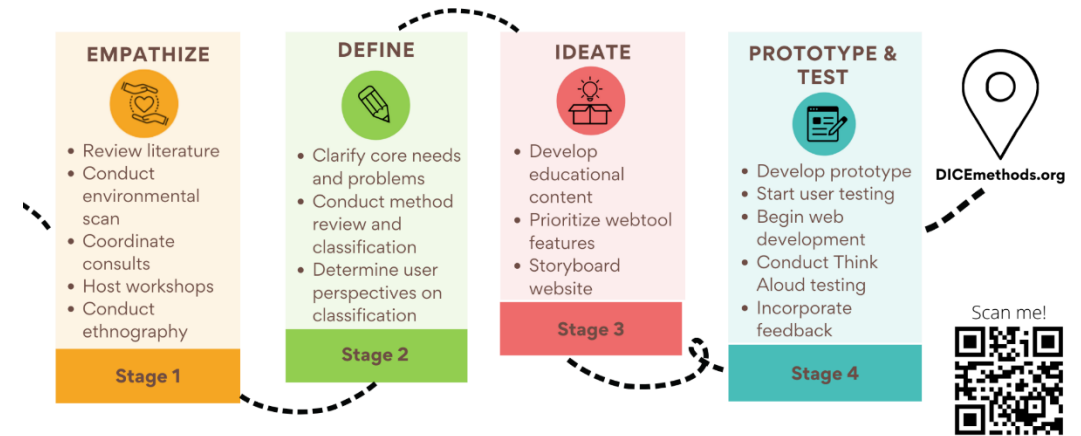 EMPATHIZE
• Review literature
• Conduct
environmental
scan
• Coordinate
consults
• Host workshops
• Conduct
ethnography
Stage 1
DEFINE
• Clarify core needs
and problems
• Conduct method
review and
classification
• Determine user
perspectives on
classification
Stage 2
IDEATE
• Develop
educational
content
• Prioritize webtool
features
• Storyboard
website
Stage 3
PROTOTYPE &
TEST
• Develop prototype
• Start user testing
• Begin web
development
• Conduct Think
Aloud testing
• Incorporate
feedback
Stage 4
DICEmethods.org
Scan me!